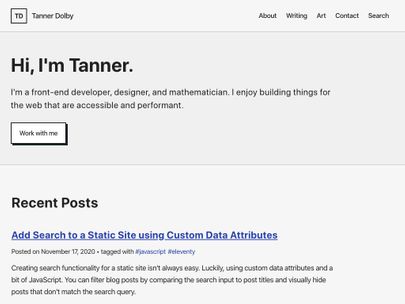 TD Tanner Dolby About Writing Art Contact Search
Hi, I'm Tanner.
I'm a front-end developer, designer, and mathematician. I enjoy building things for
the web that are accessible and performant.
Work with me
Recent Posts
Add Search to a Static Site using Custom Data Attributes
Posted on November 17, 2020 • tagged with #javascript #eleventy
Creating search functionality for a static site isn't always easy. Luckily, using custom data attributes and a
bit of JavaScript. You can filter blog posts by comparing the search input to post titles and visually hide
posts that don't match the search query.